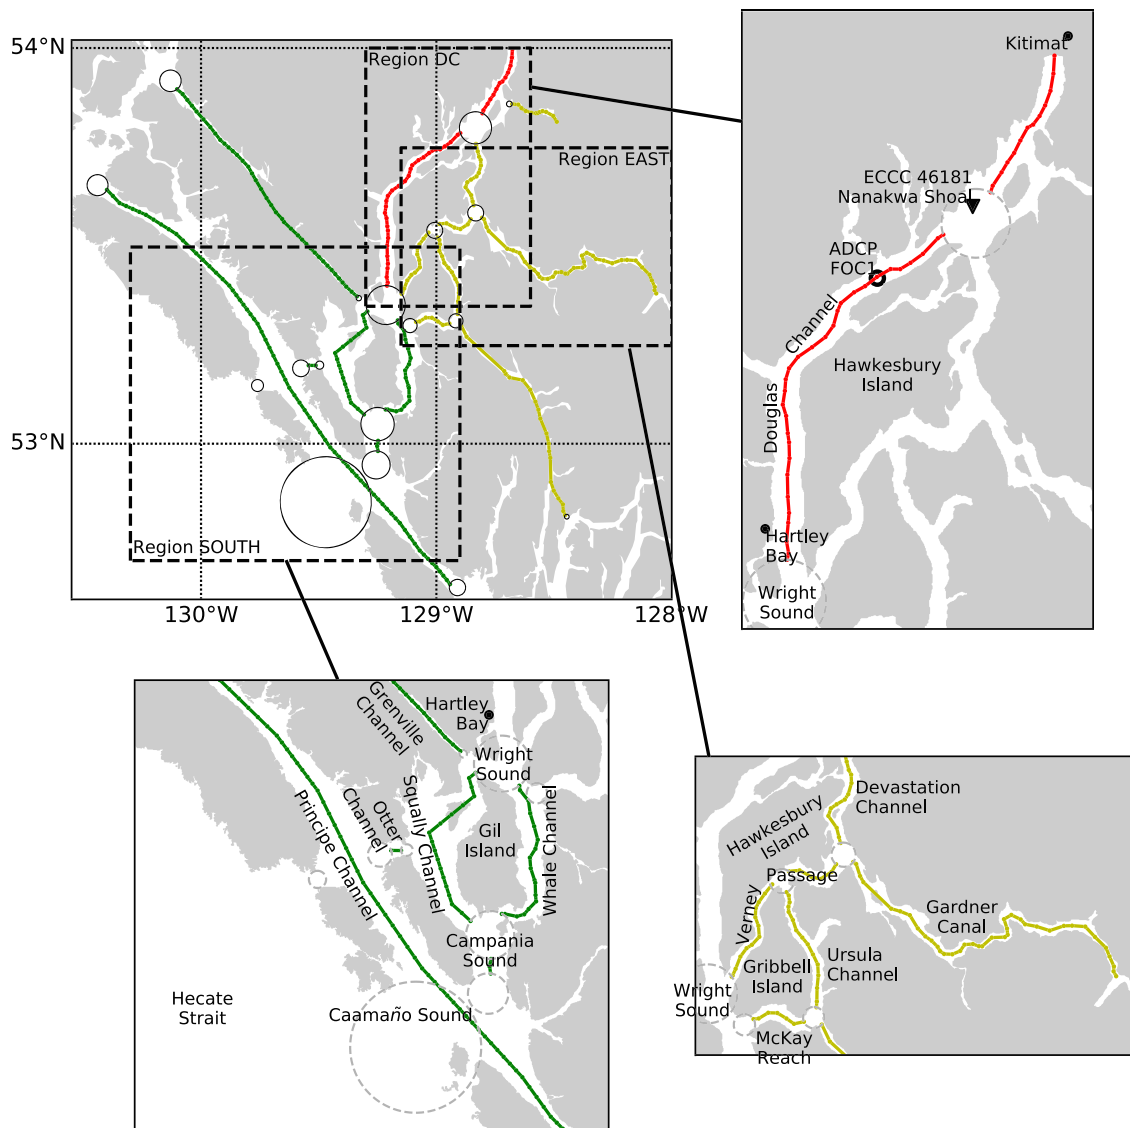 54°N
53°N
130°W
129°W
128°W
Region DC
Region EAST
Region SOUTH
Kitimat
ECCC 46181
Nanakwa Shoal
ADCP
FOC1
Channel
Douglas
Hawkesbury
Island
Hartley
Bay
Wright
Sound
Grenville
Channel
Hartley
Bay
Wright
Sound
Principe Channel
Otter
Channel
Squally Channel
Gil
Island
Whale Channel
Campania
Sound
Hecate
Strait
Caamaño Sound
Devastation
Channel
Hawkesbury
Island
Passage
Verney
Gardner
Canal
Ursula
Channel
Gribbell
Island
Wright
Sound
McKay
Reach